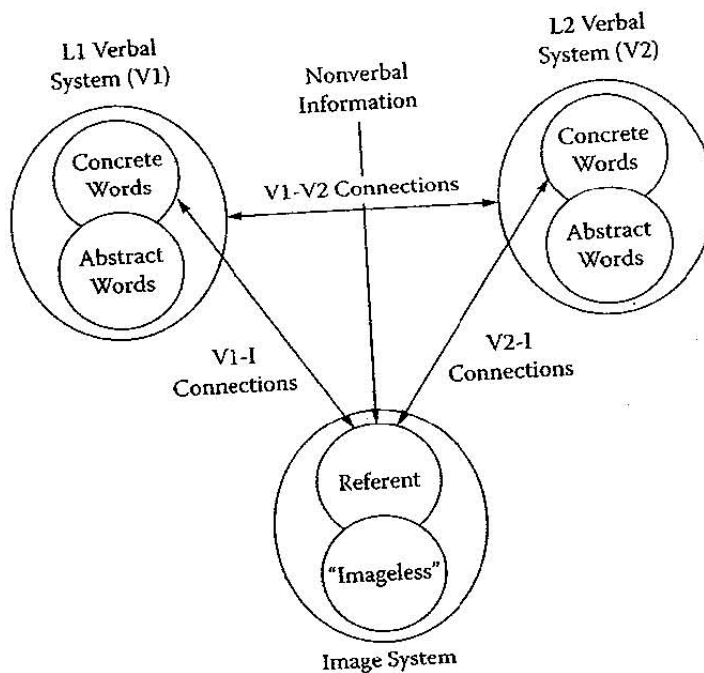 L1 Verbal
System (V1)
Nonverbal
Information
L2 Verbal
System (V2)
Concrete
Words
Abstract
Words
V1-V2 Connections
Concrete
Words
Abstract
Words
V1-I
Connections
V2-I
Connections
Referent
"Imageless"
Image System